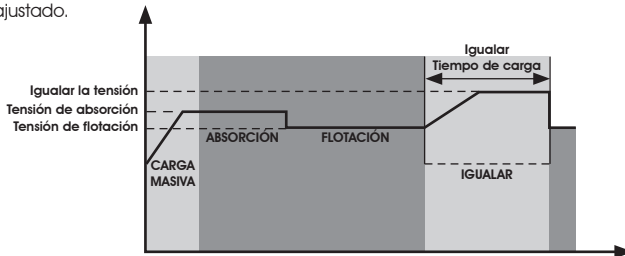 ajustado.
Igualar
Tiempo de carga
Igualar la tensión
Tensión de absorción
Tensión de flotación
ABSORCIÓN
FLOTACIÓN
CARGA
MASIVA
IGUALAR